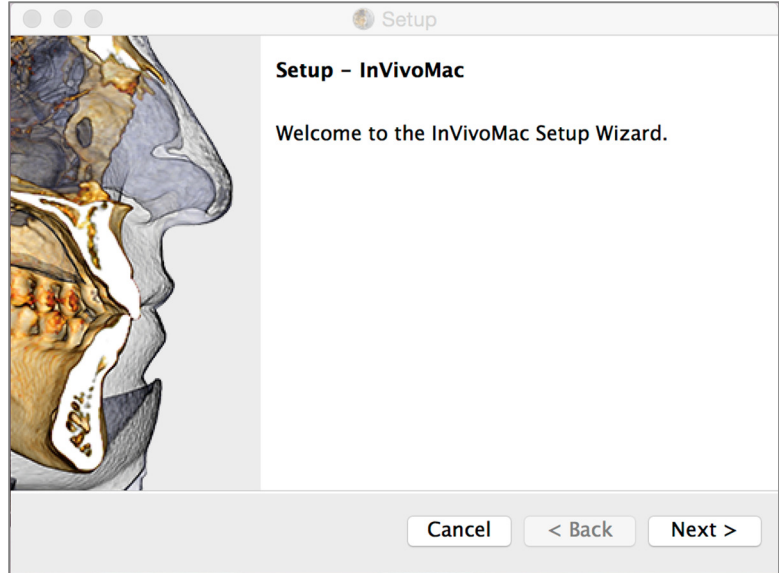 Setup
Setup – InVivoMac
Welcome to the InVivoMac Setup Wizard.
Cancel
< Back
Next >